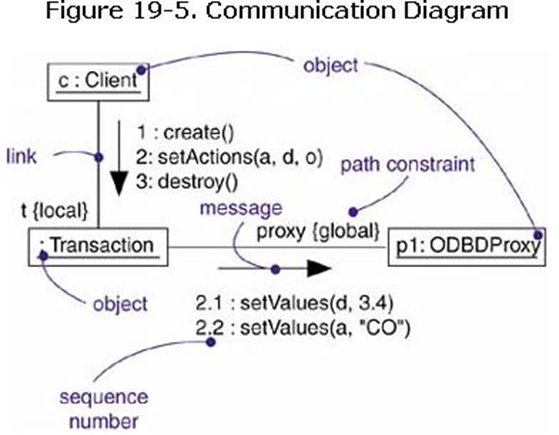 Figure 19-5. Communication Diagram
c : Client
object
link
1 : create()
2: setActions(a, d, o)
3: destroy()
path constraint
t {local}
message
proxy {global}
: Transaction
p1: ODBDProxy
object
2.1 : setValues(d, 3.4)
2.2 : setValues(a, "CO")
sequence
number